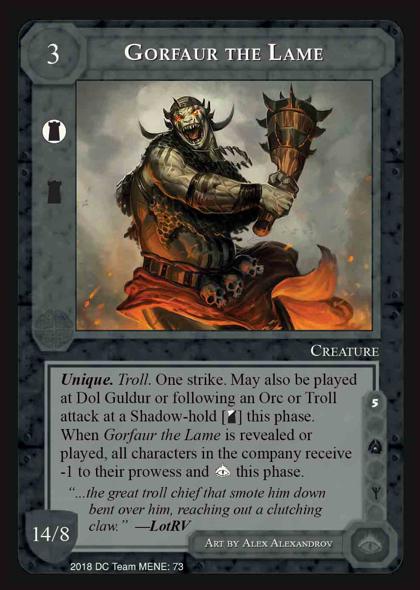 3
GORFAUR THE LAME
CREATURE
Unique. Troll. One strike. May also be played
at Dol Guldur or following an Orc or Troll
attack at a Shadow-hold [] this phase.
When Gorfaur the Lame is revealed or
played, all characters in the company receive
-1 to their prowess and this phase.
5
"...the great troll chief that smote him down
bent over him, reaching out a clutching
claw." —LotRV
14/8
ART BY ALEX ALEXANDROV
2018 DC Team MENE: 73